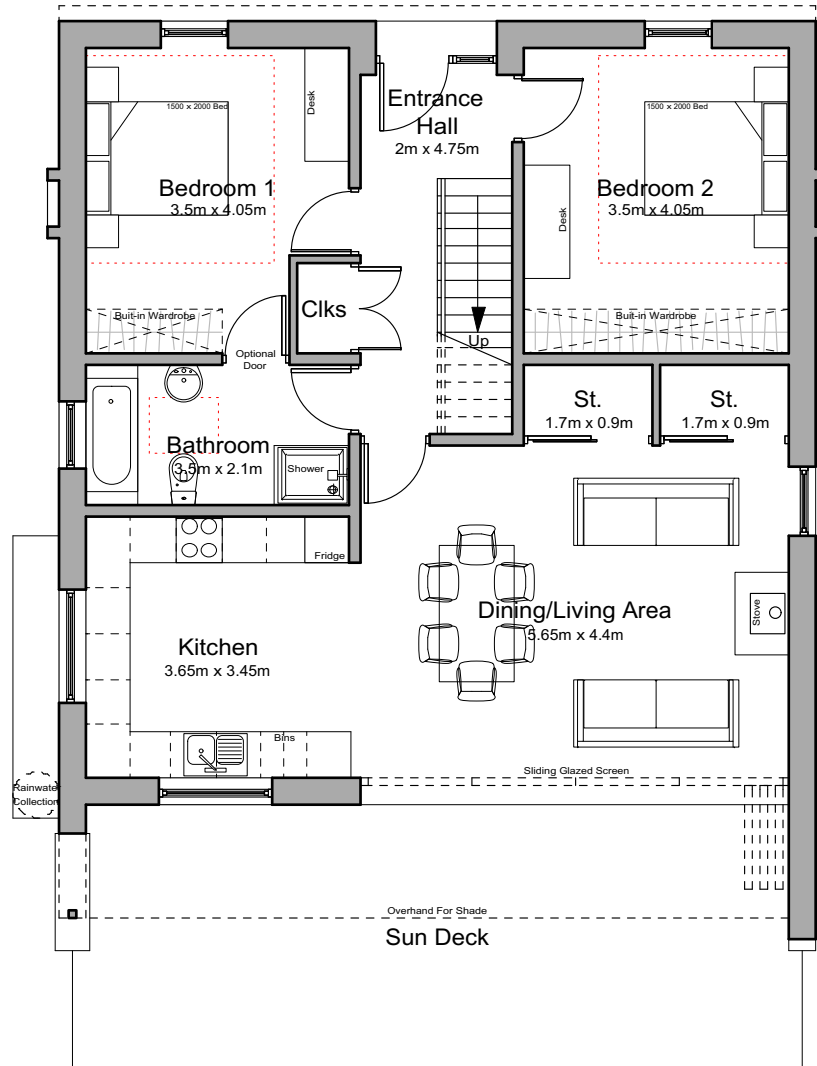 1500 x 2000 Bed
Desk
Bedroom 1
3.5m x 4.05m
Buit-in Wardrobe
Entrance
Hall
2m x 4.75m
1500 x 2000 Bed
Desk
Bedroom 2
3.5m x 4.05m
Buit-in Wardrobe
Clks
Up
Optional
Door
Bathroom
3.5m x 2.1m
Shower
St.
1.7m x 0.9m
St.
1.7m x 0.9m
Fridge
Kitchen
3.65m x 3.45m
Bins
Dining/Living Area
5.65m x 4.4m
Stove
Sliding Glazed Screen
Rainwater
Collection
Overhand For Shade
Sun Deck